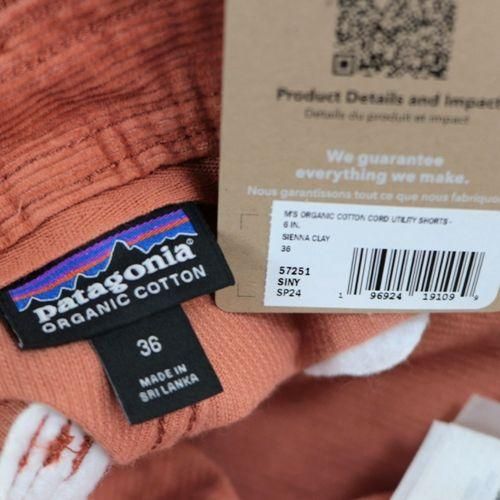 Product Details and Impact
Détails du produit et impact
We guarantee
everything we make.
Nous garantissons tout ce que nous fabriquons
M'S ORGANIC COTTON CORD UTILITY SHORTS -
6 IN.
SIENNA CLAY
36
57251
SINY
SP24
1 96924 19109 9
patagonia®
ORGANIC COTTON
36
MADE IN
SRI LANKA